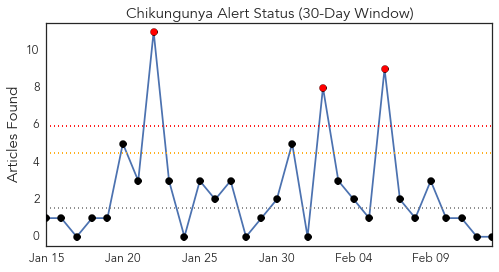 Chikungunya Alert Status (30-Day Window)
Articles Found
10
8
6
4
2
0
Jan 15
Jan 20
Jan 25
Jan 30
Feb 04
Feb 09